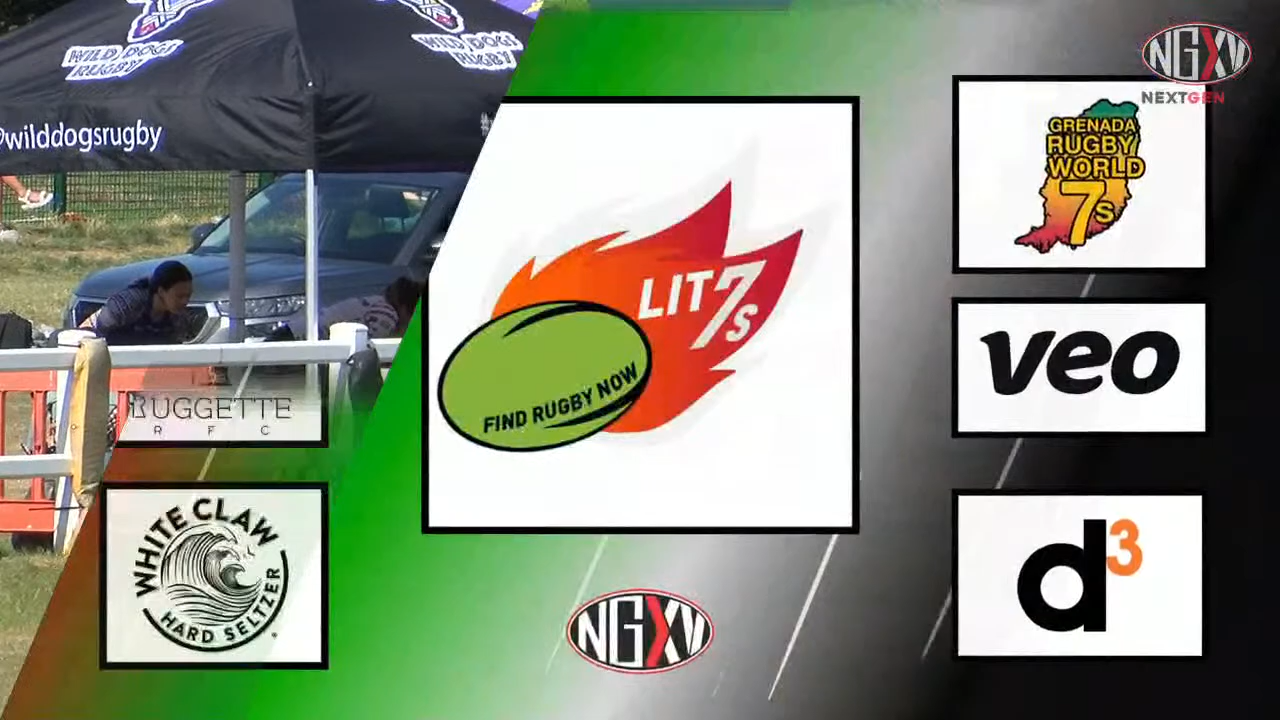 WILD DOGS
RUGBY
WILD DOGS
RUGBY
@wilddogsrugby
RUGGETTE
R F C
WHITE CLAW
HARD SELTZER
LIT 7s
FIND RUGBY NOW
NGXV
NGXV
NEXTGEN
GRENADA
RUGBY
WORLD
7s
veo
d3